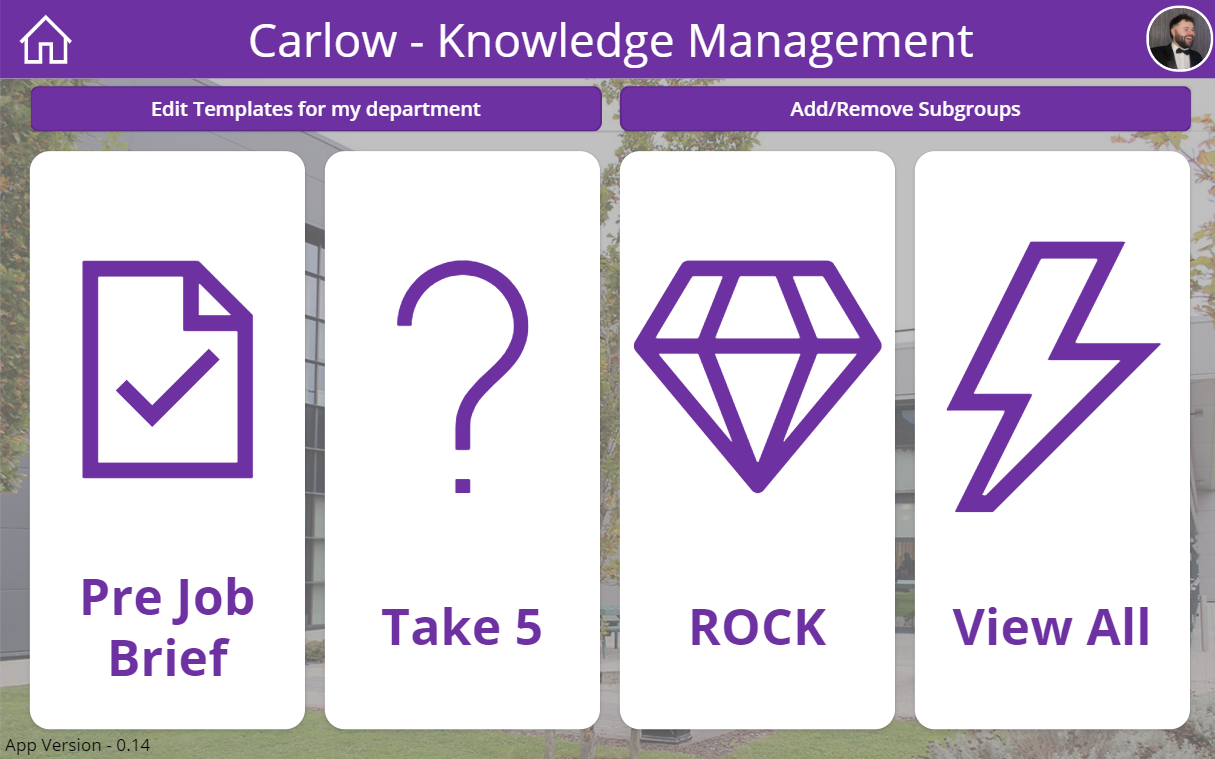 Carlow - Knowledge Management
Edit Templates for my department
Add/Remove Subgroups
Pre Job
Brief
Take 5
ROCK
View All
App Version - 0.14